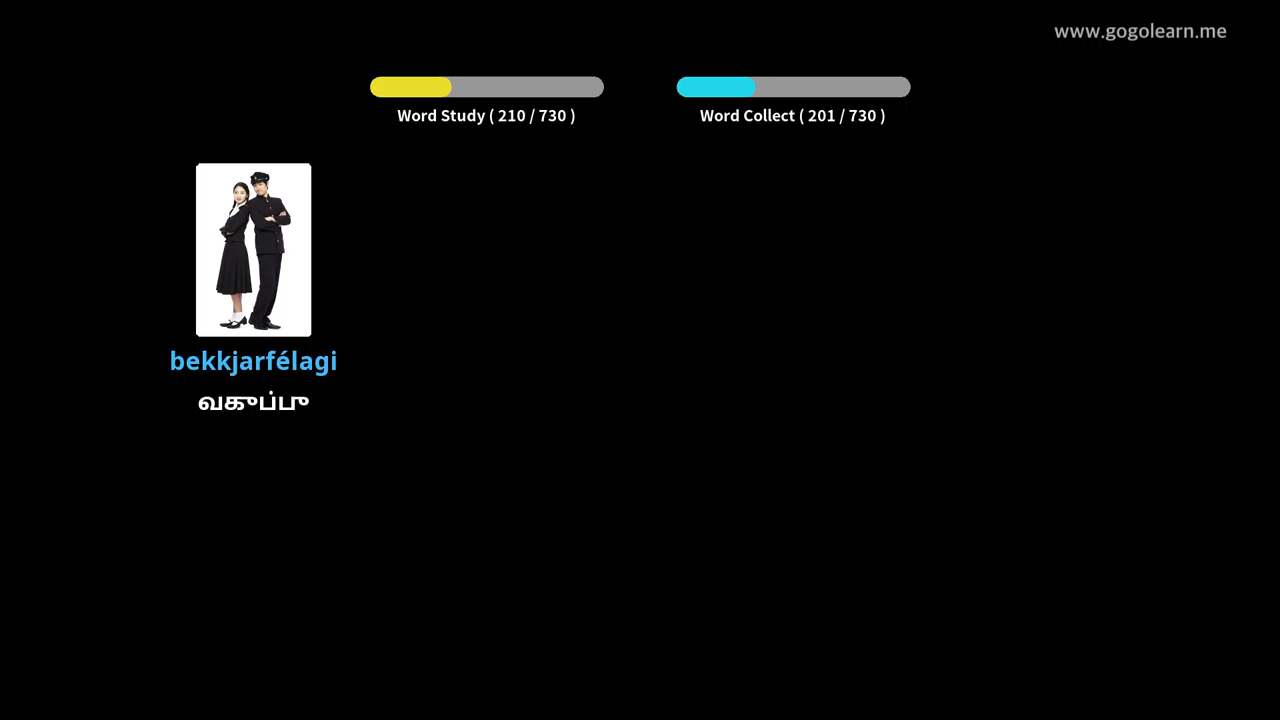 www.gogolearn.me
Word Study ( 210 / 730 )
Word Collect ( 201 / 730 )
bekkjarfélagi
வகுப்பு